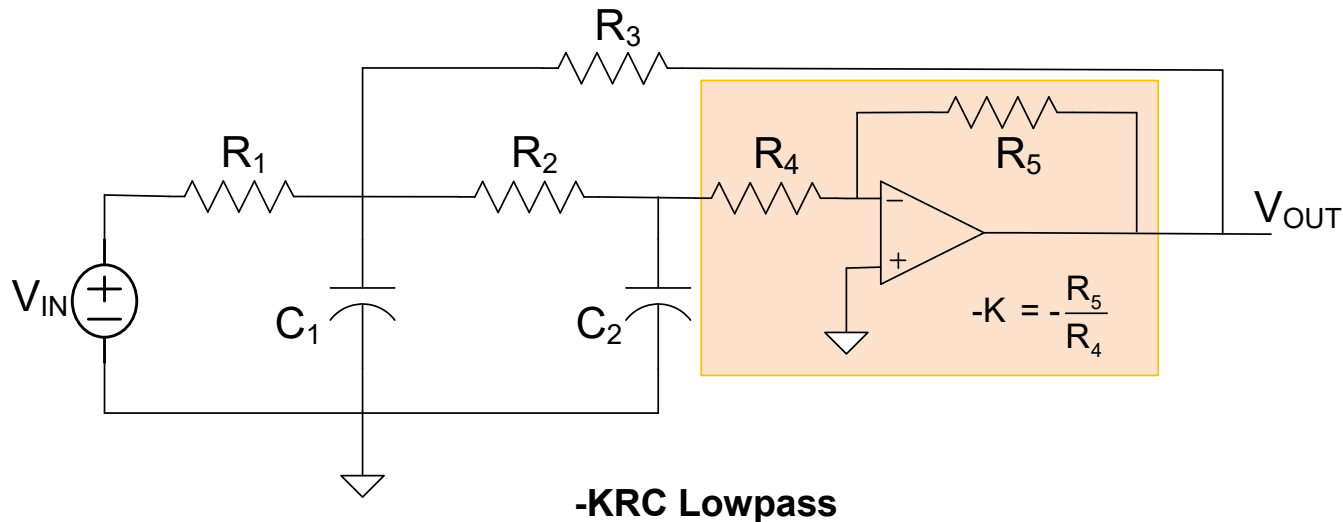 R3
R1
R2
R4
R5
VIN
+
−
C1
C2
−
+
VOUT
-K = -R5/R4
-KRC Lowpass